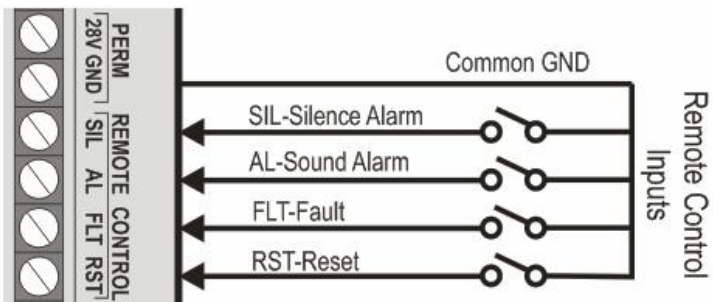 PERM
28V GND
REMOTE CONTROL
SIL AL FLT RST
Common GND
SIL-Silence Alarm
AL-Sound Alarm
FLT-Fault
RST-Reset
Remote Control
Inputs